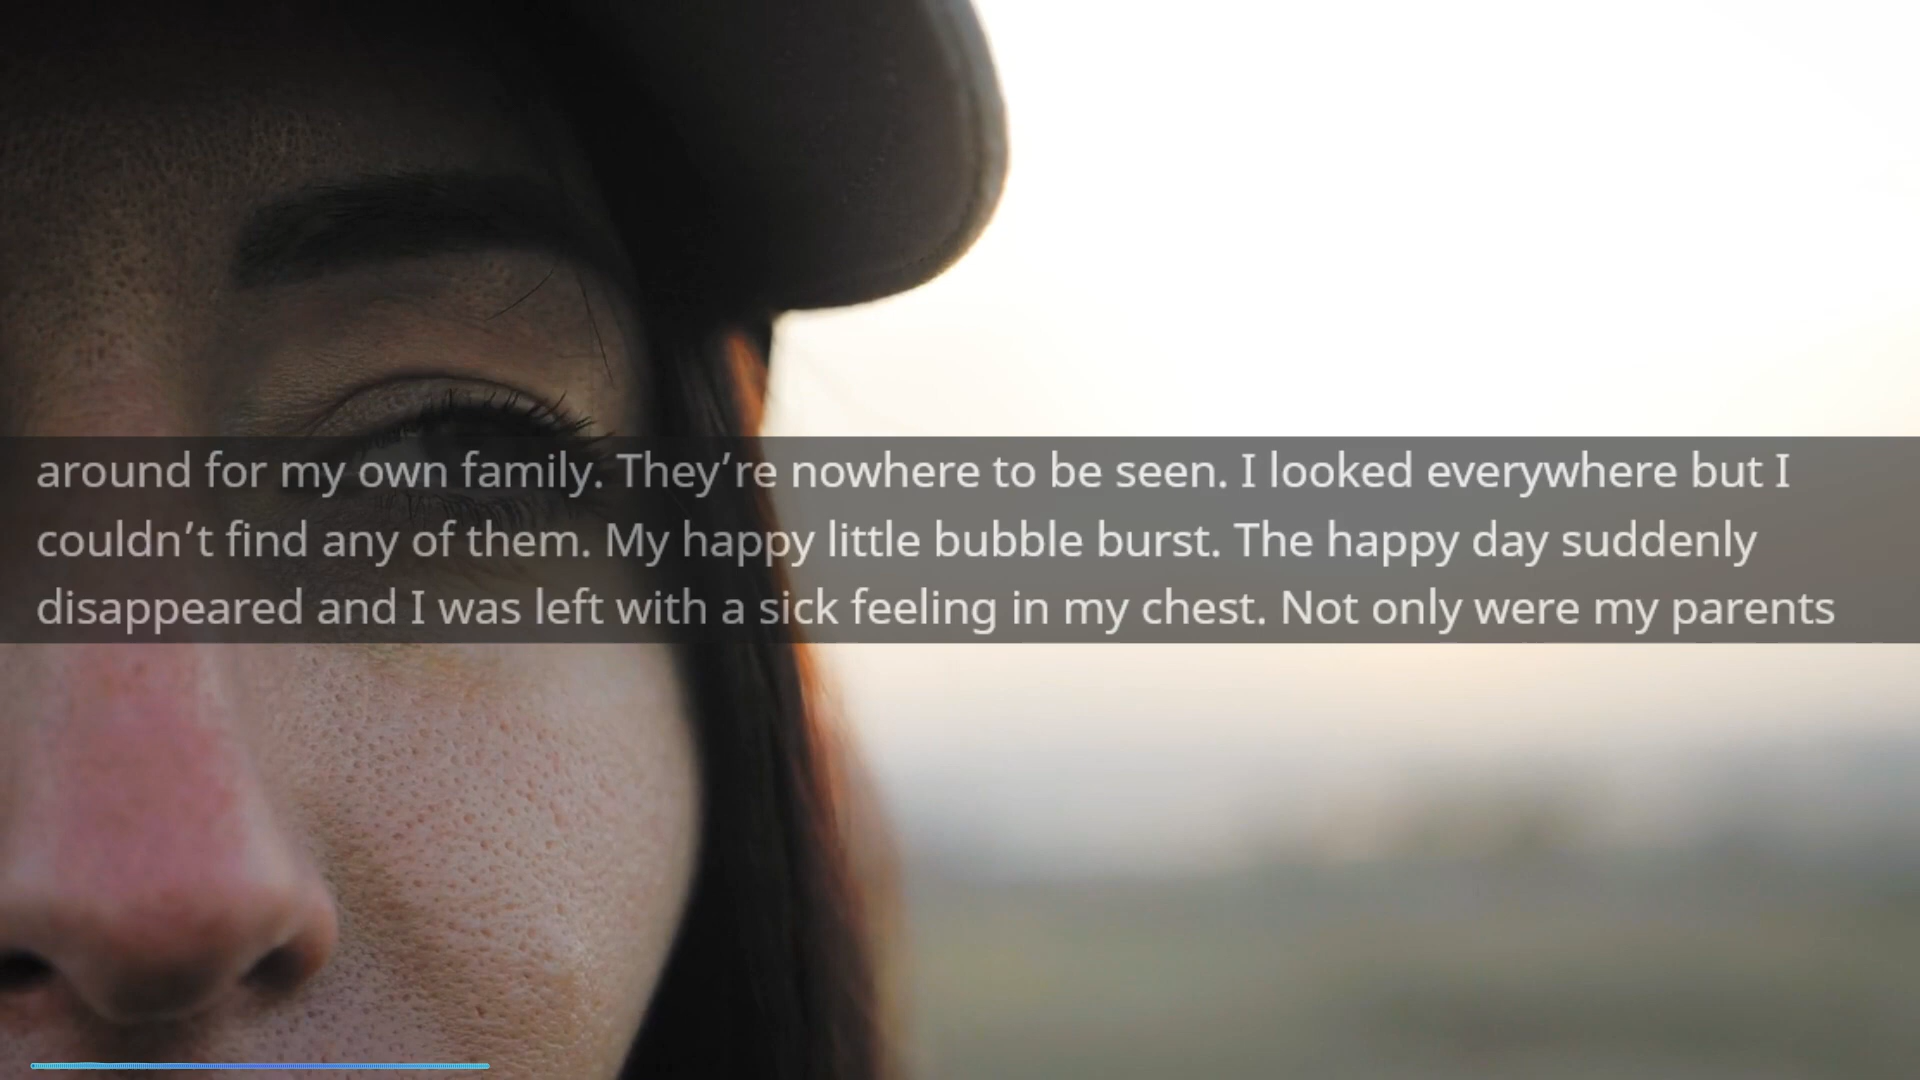 around for my own family. They’re nowhere to be seen. I looked everywhere but I
couldn’t find any of them. My happy little bubble burst. The happy day suddenly
disappeared and I was left with a sick feeling in my chest. Not only were my parents